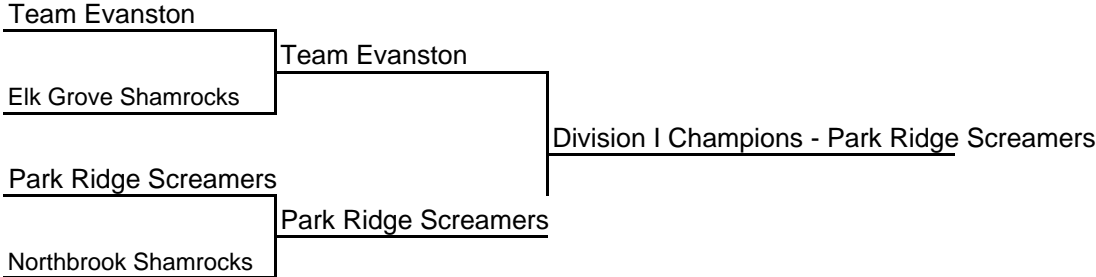 Team Evanston
Team Evanston
Elk Grove Shamrocks
Division I Champions - Park Ridge Screamers
Park Ridge Screamers
Park Ridge Screamers
Northbrook Shamrocks